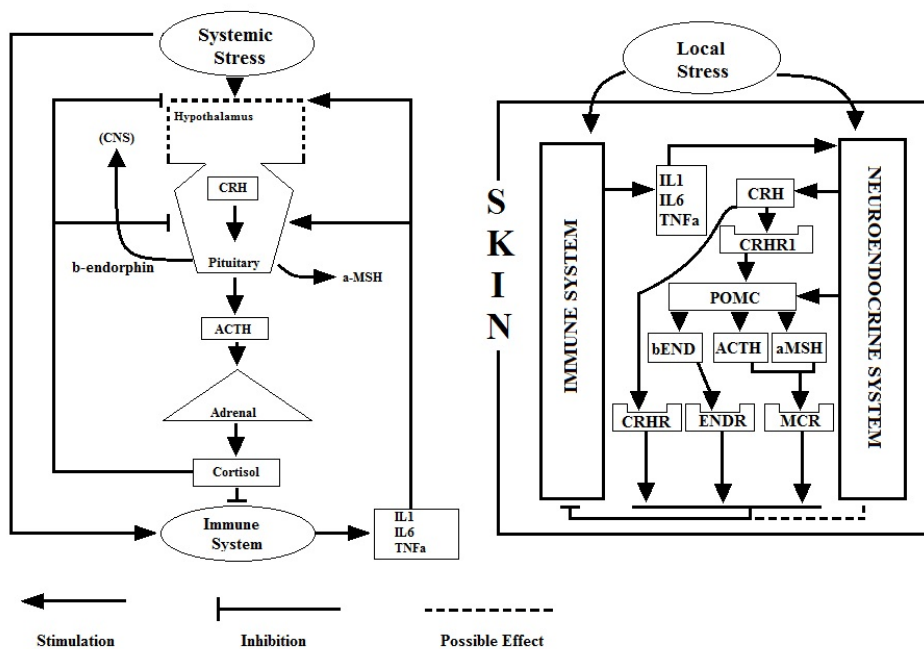 Systemic
Stress
Hypothalamus
(CNS)
CRH
b-endorphin
Pituitary
a-MSH
ACTH
Adrenal
Cortisol
Immune
System
IL1
IL6
TNFa
Local
Stress
SKIN
IMMUNE SYSTEM
NEUROENDOCRINE SYSTEM
IL1
IL6
TNFa
CRH
CRHR1
POMC
bEND
ACTH
aMSH
CRHR
ENDR
MCR
Stimulation
Inhibition
Possible Effect